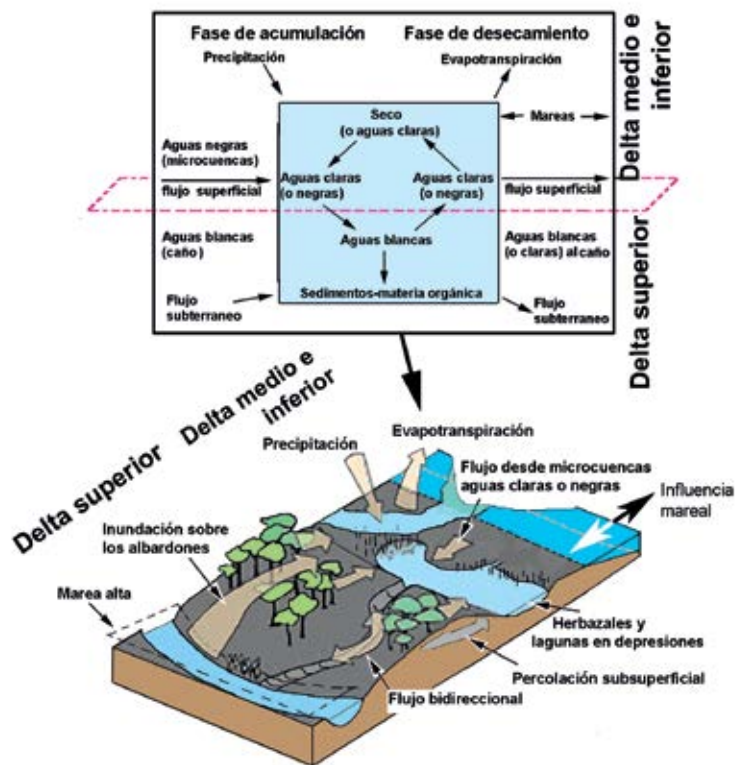 Fase de acumulación
Fase de desecamiento
Precipitación
Evapotranspiración
Seco
(o aguas claras)
Mareas
Aguas negras
(microcuencas)
flujo superficial
Aguas claras
(o negras)
Aguas claras
(o negras)
flujo superficial
Aguas blancas
(caño)
Aguas blancas
Aguas blancas
(o claras) al caño
Sedimentos-materia orgánica
Flujo
subterraneo
Flujo
subterraneo
Delta medio e
inferior
Delta superior
Delta superior
Delta medio e
inferior
Precipitación
Evapotranspiración
Flujo desde microcuencas
aguas claras o negras
Influencia
mareal
Inundación sobre
los albardones
Marea alta
Herbazales y
lagunas en depresiones
Percolación subsuperficial
Flujo bidireccional